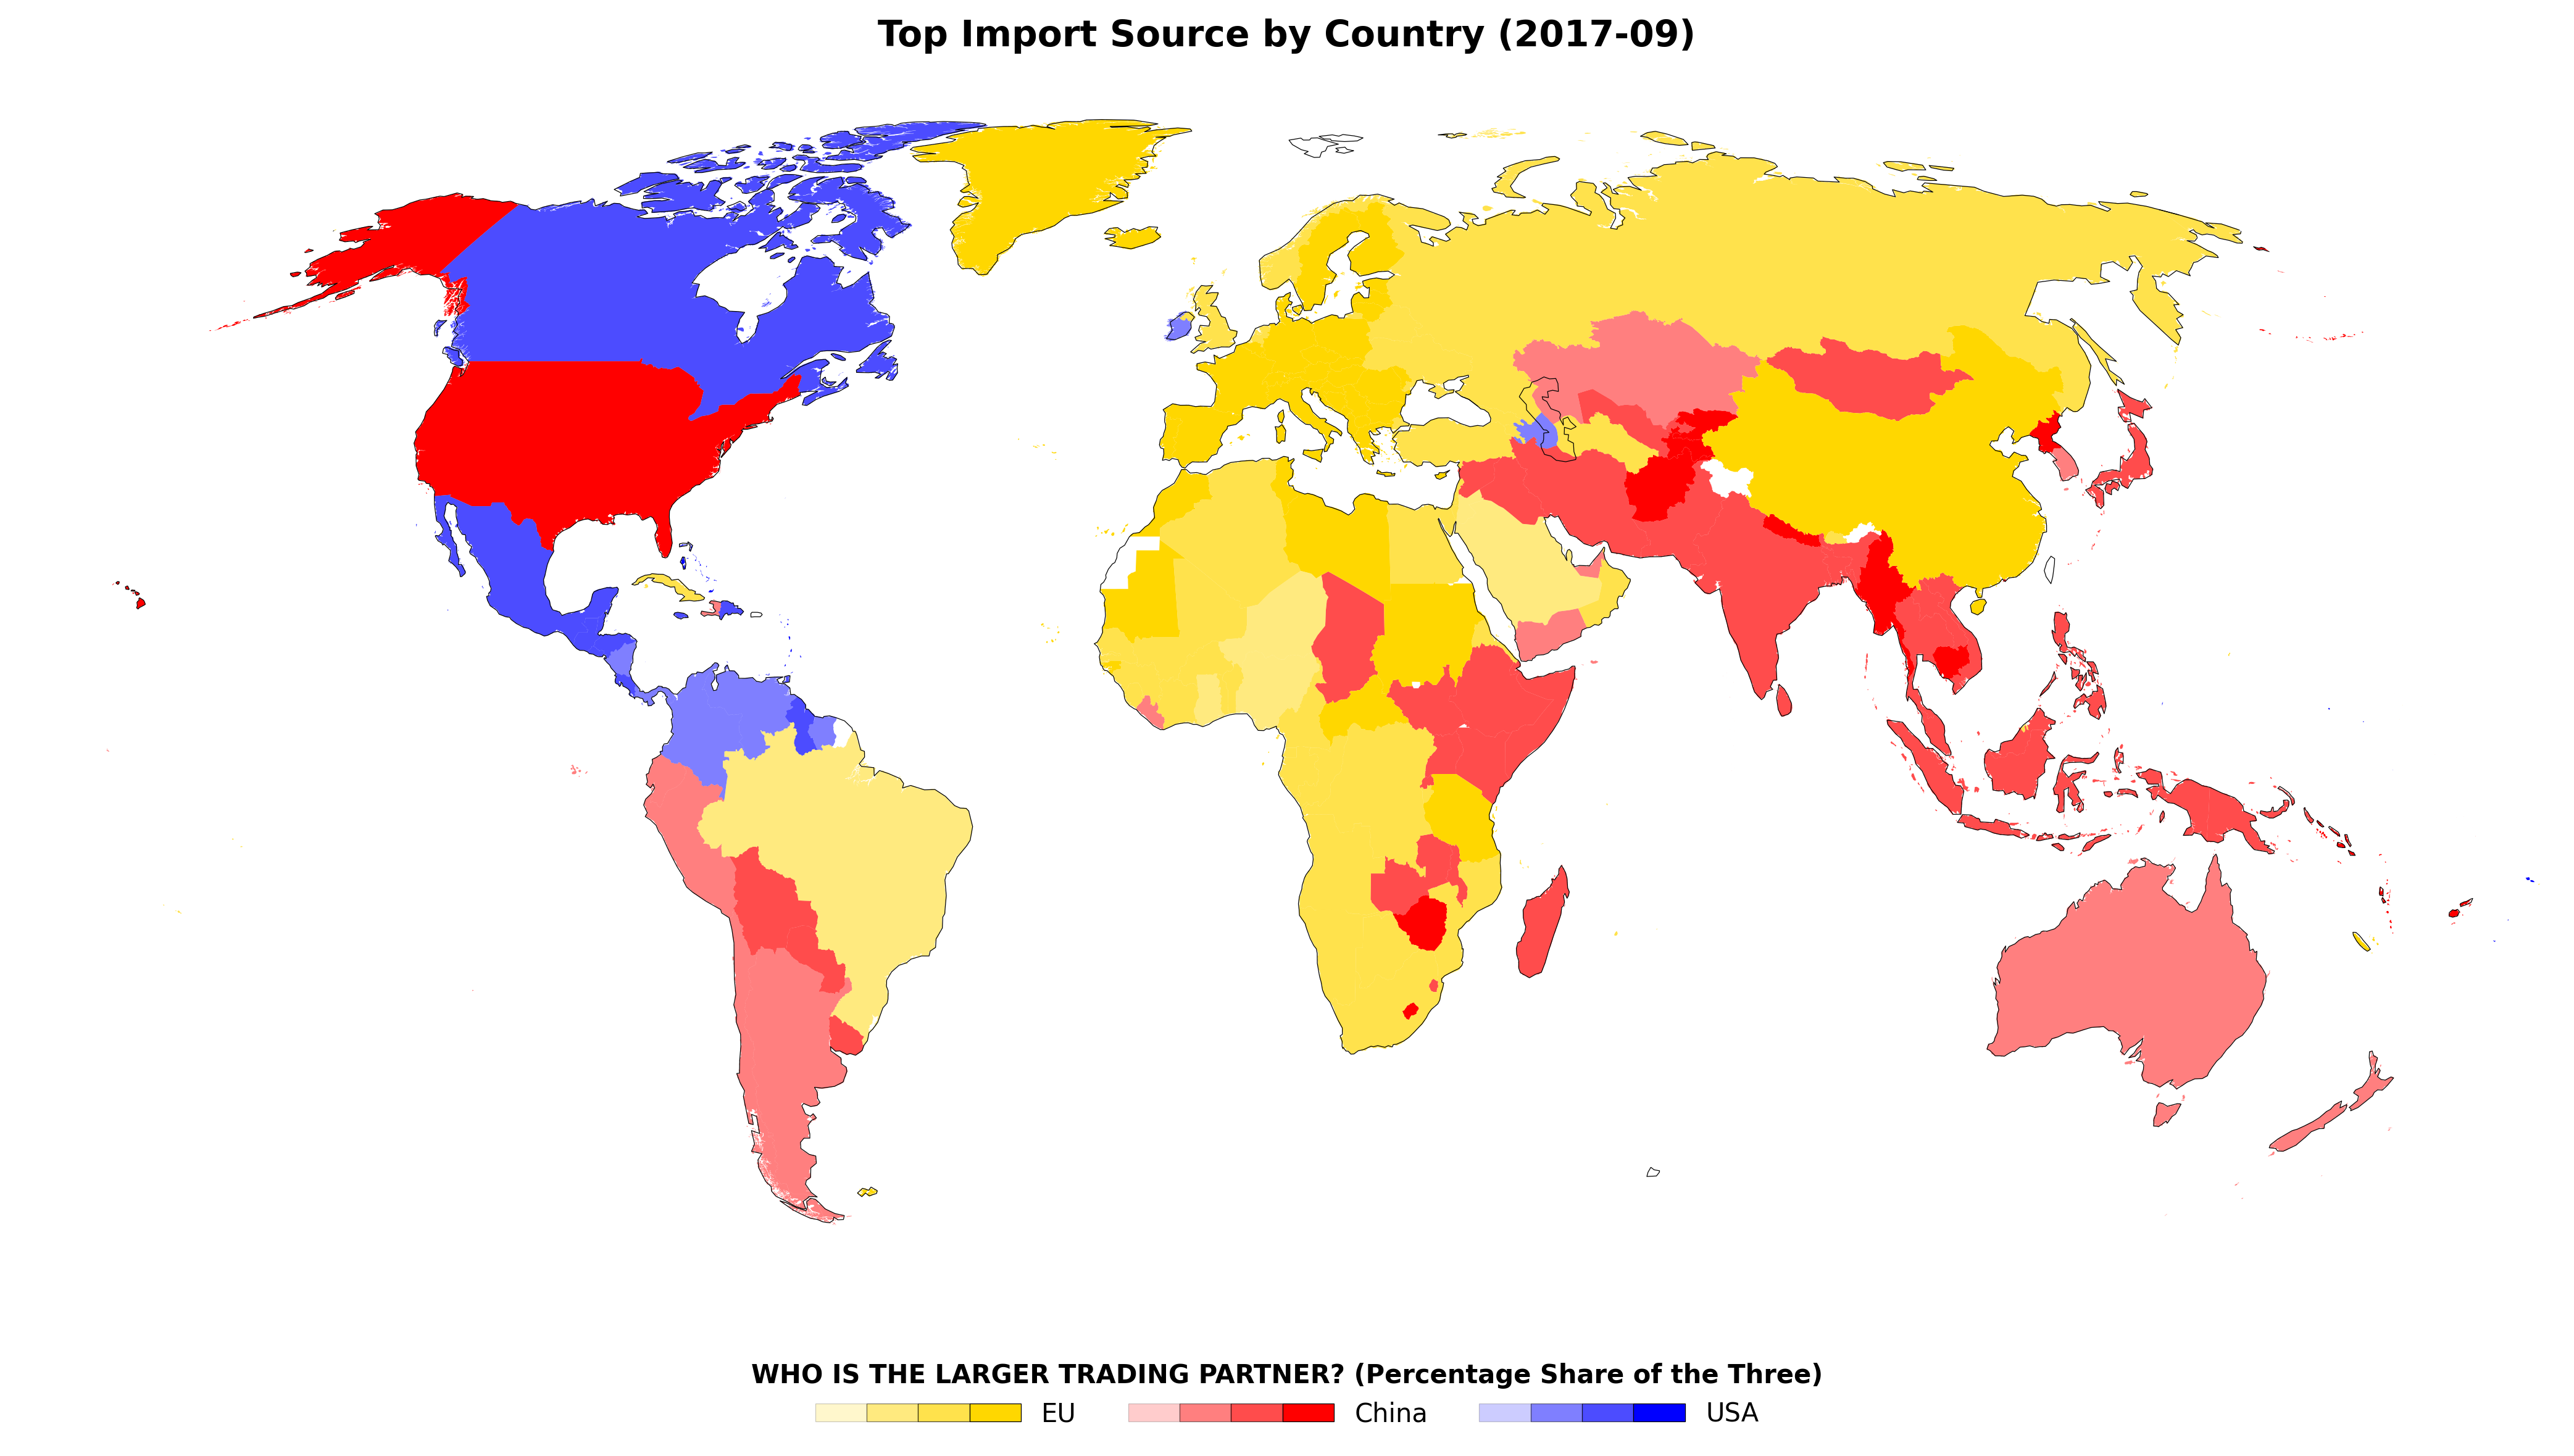 Top Import Source by Country (2017-09)
WHO IS THE LARGER TRADING PARTNER? (Percentage Share of the Three)
EU China USA